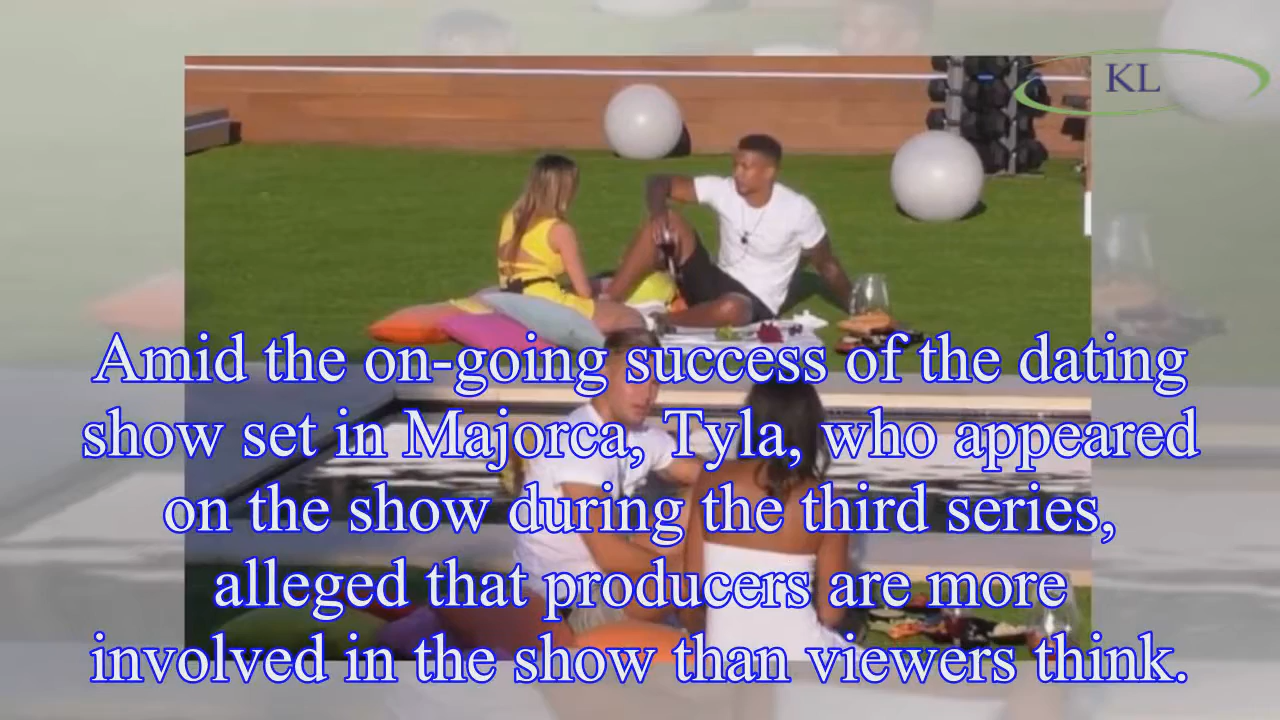 KL
Amid the on-going success of the dating
show set in Majorca, Tyla, who appeared
on the show during the third series,
alleged that producers are more
involved in the show than viewers think.